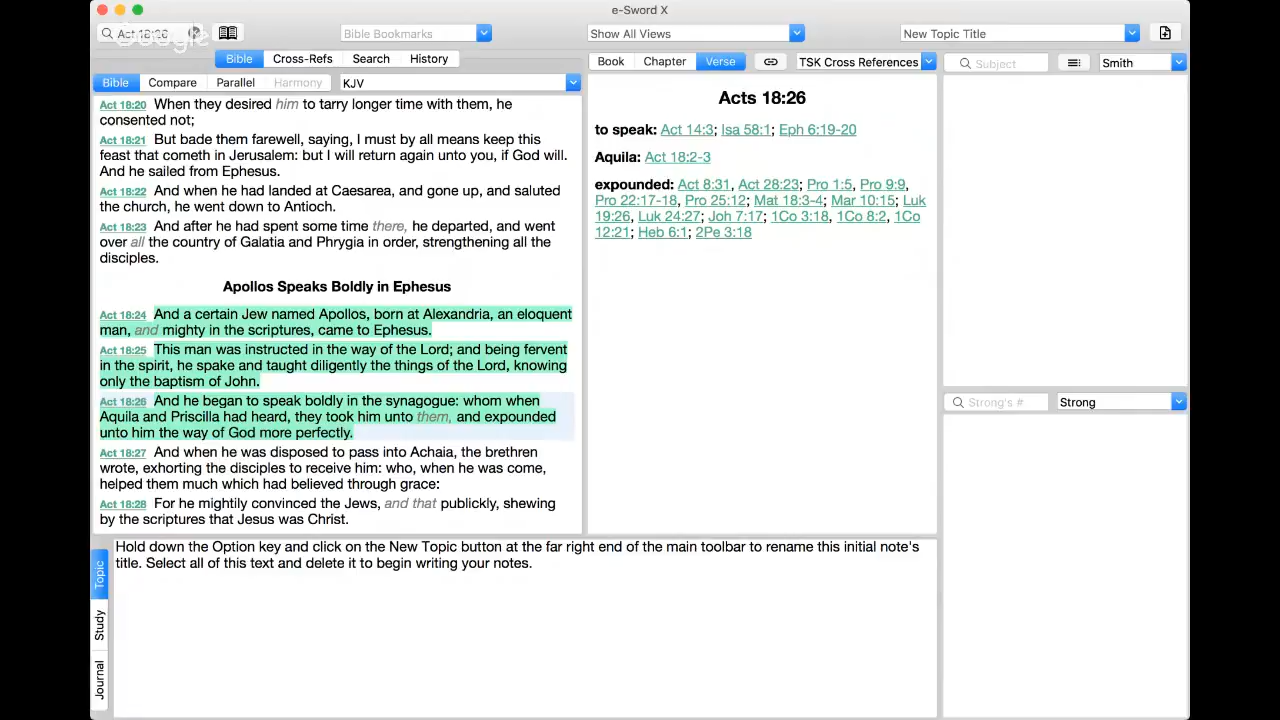 e-Sword X
Act 18:26
Google
Bible Bookmarks
Show All Views
New Topic Title
Bible
Cross-Refs
Search
History
Book
Chapter
Verse
TSK Cross References
Subject
Smith
Bible
Compare
Parallel
Harmony
KJV
Act 18:20 When they desired him to tarry longer time with them, he
consented not;
Act 18:21 But bade them farewell, saying, I must by all means keep this
feast that cometh in Jerusalem: but I will return again unto you, if God will.
And he sailed from Ephesus.
Act 18:22 And when he had landed at Caesarea, and gone up, and saluted
the church, he went down to Antioch.
Act 18:23 And after he had spent some time there, he departed, and went
over all the country of Galatia and Phrygia in order, strengthening all the
disciples.
Apollos Speaks Boldly in Ephesus
Act 18:24 And a certain Jew named Apollos, born at Alexandria, an eloquent
man, and mighty in the scriptures, came to Ephesus.
Act 18:25 This man was instructed in the way of the Lord; and being fervent
in the spirit, he spake and taught diligently the things of the Lord, knowing
only the baptism of John.
Act 18:26 And he began to speak boldly in the synagogue: whom when
Aquila and Priscilla had heard, they took him unto them, and expounded
unto him the way of God more perfectly.
Act 18:27 And when he was disposed to pass into Achaia, the brethren
wrote, exhorting the disciples to receive him: who, when he was come,
helped them much which had believed through grace:
Act 18:28 For he mightily convinced the Jews, and that publickly, shewing
by the scriptures that Jesus was Christ.
Acts 18:26
to speak: Act 14:3; Isa 58:1; Eph 6:19-20
Aquila: Act 18:2-3
expounded: Act 8:31, Act 28:23; Pro 1:5, Pro 9:9,
Pro 22:17-18, Pro 25:12; Mat 18:3-4; Mar 10:15; Luk
19:26, Luk 24:27; Joh 7:17; 1Co 3:18, 1Co 8:2, 1Co
12:21; Heb 6:1; 2Pe 3:18
Strong's #
Strong
Topic
Study
Journal
Hold down the Option key and click on the New Topic button at the far right end of the main toolbar to rename this initial note's
title. Select all of this text and delete it to begin writing your notes.